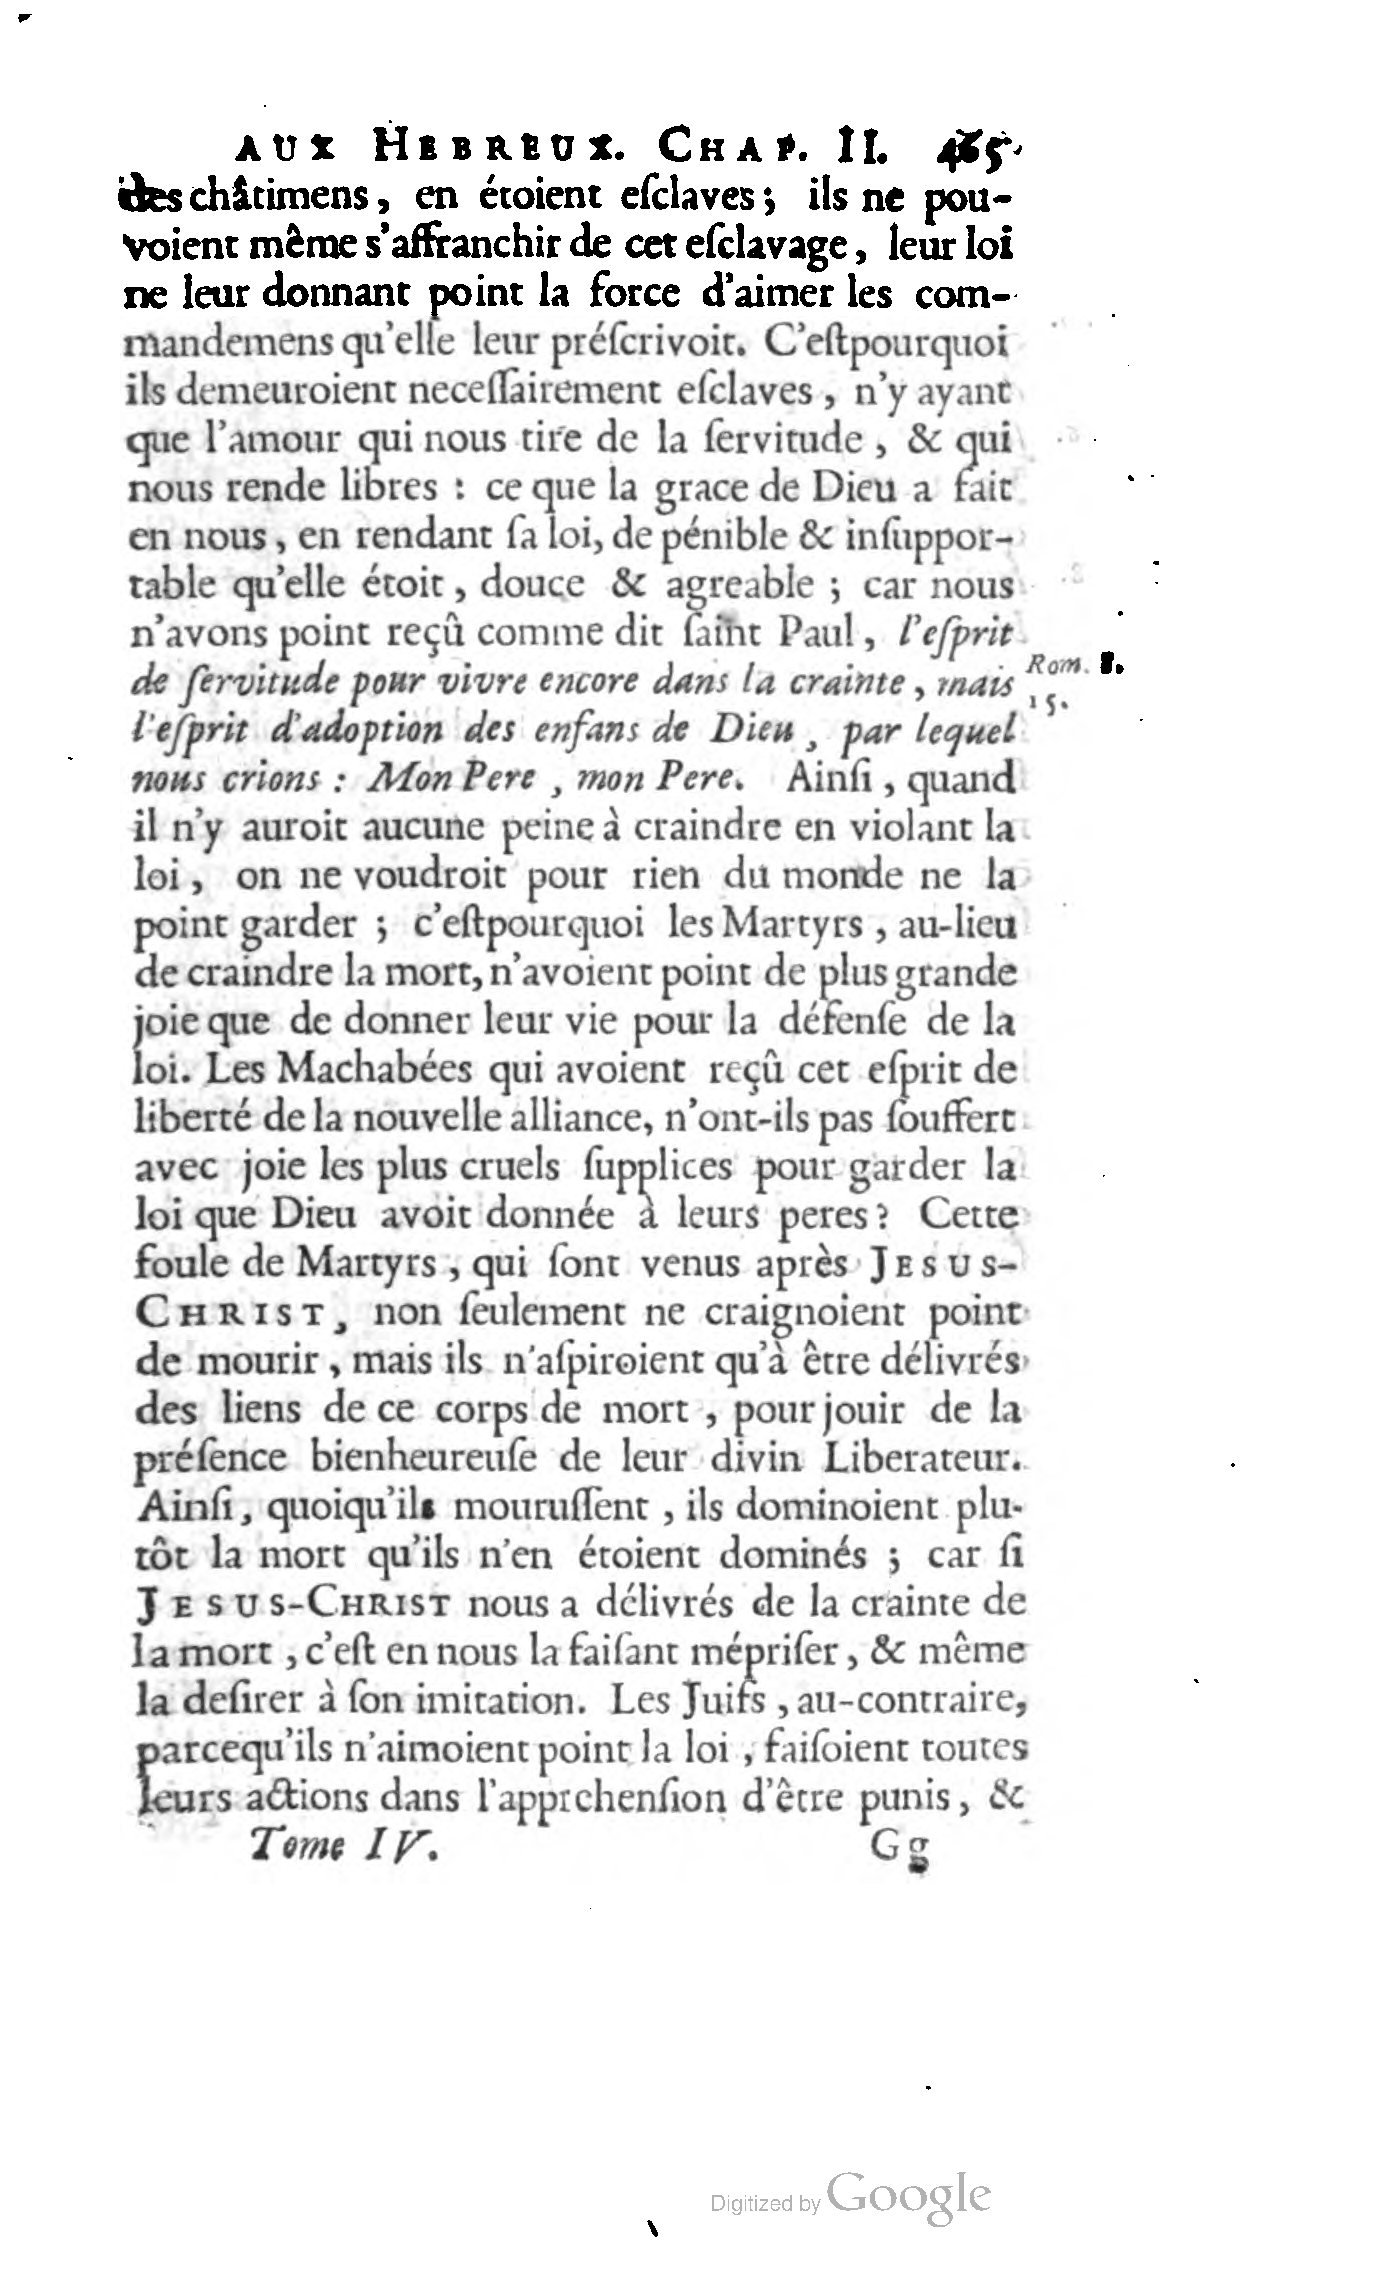 AUX HEBREUX. CHAP. II. 465
des châtimens, en étoient eſclaves; ils ne pou-
voient même s'affranchir de cet eſclavage, leur loi
ne leur donnant point la force d'aimer les com-
mandemens qu'elle leur préſcrivoit. C'eſtpourquoi
ils demeuroient neceſſairement eſclaves, n'y ayant
que l'amour qui nous tire de la ſervitude, & qui
nous rende libres : ce que la grace de Dieu a fait
en nous, en rendant ſa loi, de pénible & inſuppor-
table qu'elle étoit, douce & agreable ; car nous
n'avons point reçû comme dit ſaint Paul, l'eſprit
de ſervitude pour vivre encore dans la crainte, mais
Rom. 8.
15.
l'eſprit d'adoption des enfans de Dieu, par lequel
nous crions : Mon Pere, mon Pere. Ainſi, quand
il n'y auroit aucune peine à craindre en violant la
loi, on ne voudroit pour rien du monde ne la
point garder ; c'eſtpourquoi les Martyrs, au-lieu
de craindre la mort, n'avoient point de plus grande
joie que de donner leur vie pour la défenſe de la
loi. Les Machabées qui avoient reçû cet eſprit de
liberté de la nouvelle alliance, n'ont-ils pas ſouffert
avec joie les plus cruels ſupplices pour garder la
loi que Dieu avoit donnée à leurs peres? Cette
foule de Martyrs, qui ſont venus après JESUS-
CHRIST, non ſeulement ne craignoient point
de mourir, mais ils n'aſpiroient qu'à être délivrés
des liens de ce corps de mort, pour jouir de la
préſence bienheureuſe de leur divin Liberateur.
Ainſi, quoiqu'ils mouruſſent, ils dominoient plu-
tôt la mort qu'ils n'en étoient dominés ; car ſi
JESUS-CHRIST nous a délivrés de la crainte de
la mort, c'eſt en nous la faiſant mépriſer, & même
la deſirer à ſon imitation. Les Juifs, au-contraire,
parcequ'ils n'aimoient point la loi, faiſoient toutes
leurs actions dans l'apprehenſion d'être punis, &
Tome IV. Gg
Digitized by Google